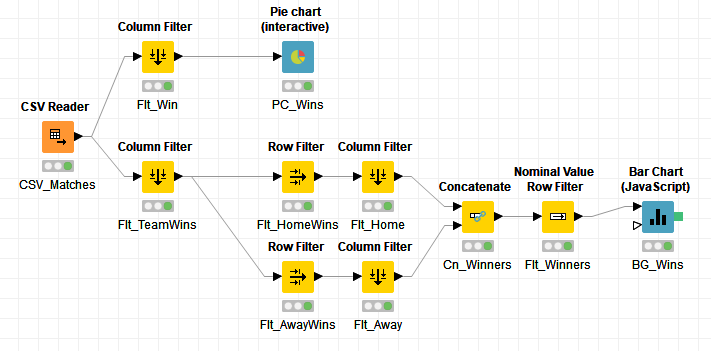 Pie chart
(interactive)
Column Filter
Flt_Win
PC_Wins
CSV Reader
CSV_Matches
Column Filter
Flt_TeamWins
Row Filter
Flt_HomeWins
Column Filter
Flt_Home
Row Filter
Flt_AwayWins
Column Filter
Flt_Away
Concatenate
Cn_Winners
Nominal Value
Row Filter
Flt_Winners
Bar Chart
(JavaScript)
BG_Wins